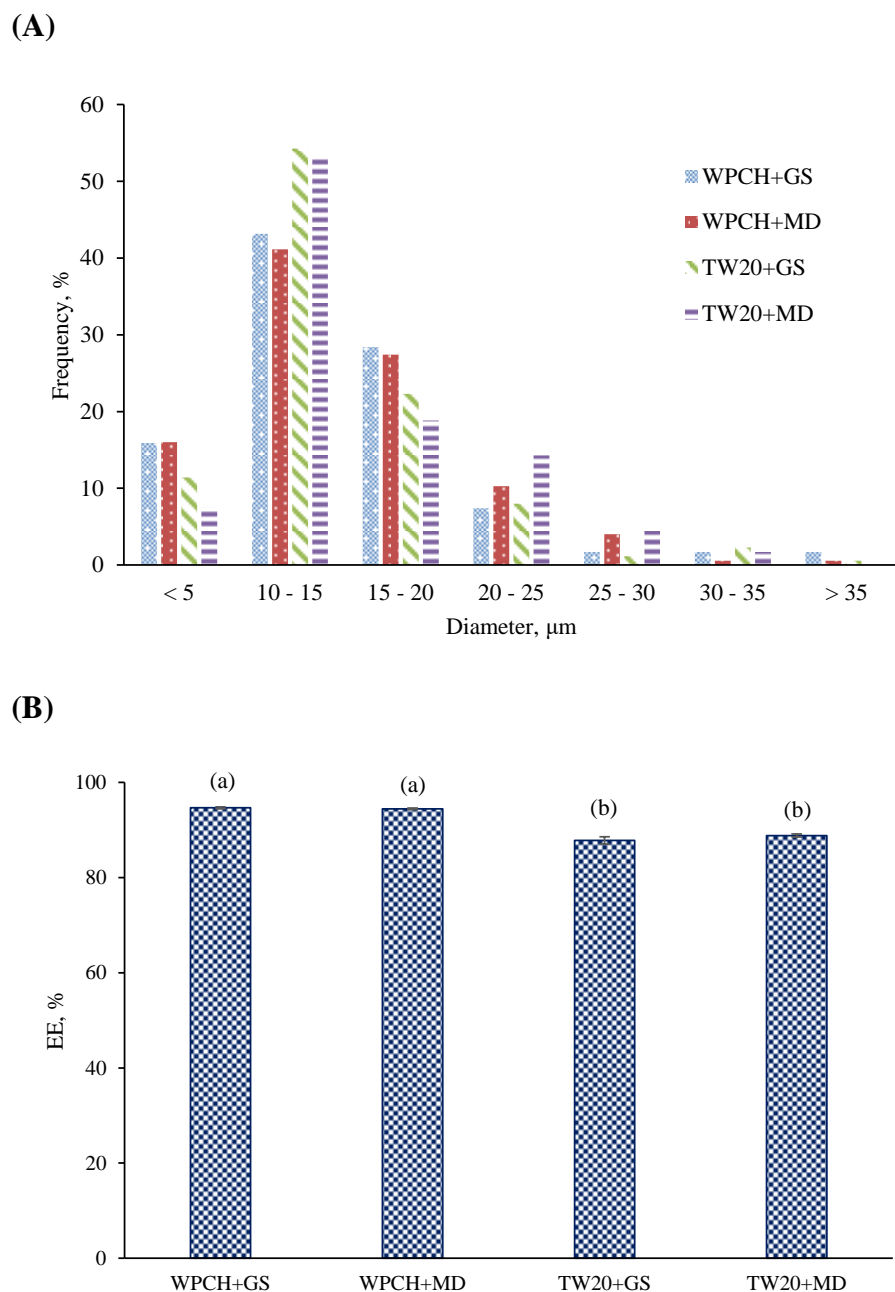 (A)
60
50
40
30
20
10
0
Frequency, %
WPCH+GS
WPCH+MD
TW20+GS
TW20+MD
< 5
10 - 15
15 - 20
20 - 25
25 - 30
30 - 35
> 35
Diameter, μm
(B)
100
80
60
40
20
0
EE, %
(a)
(a)
(b)
(b)
WPCH+GS
WPCH+MD
TW20+GS
TW20+MD